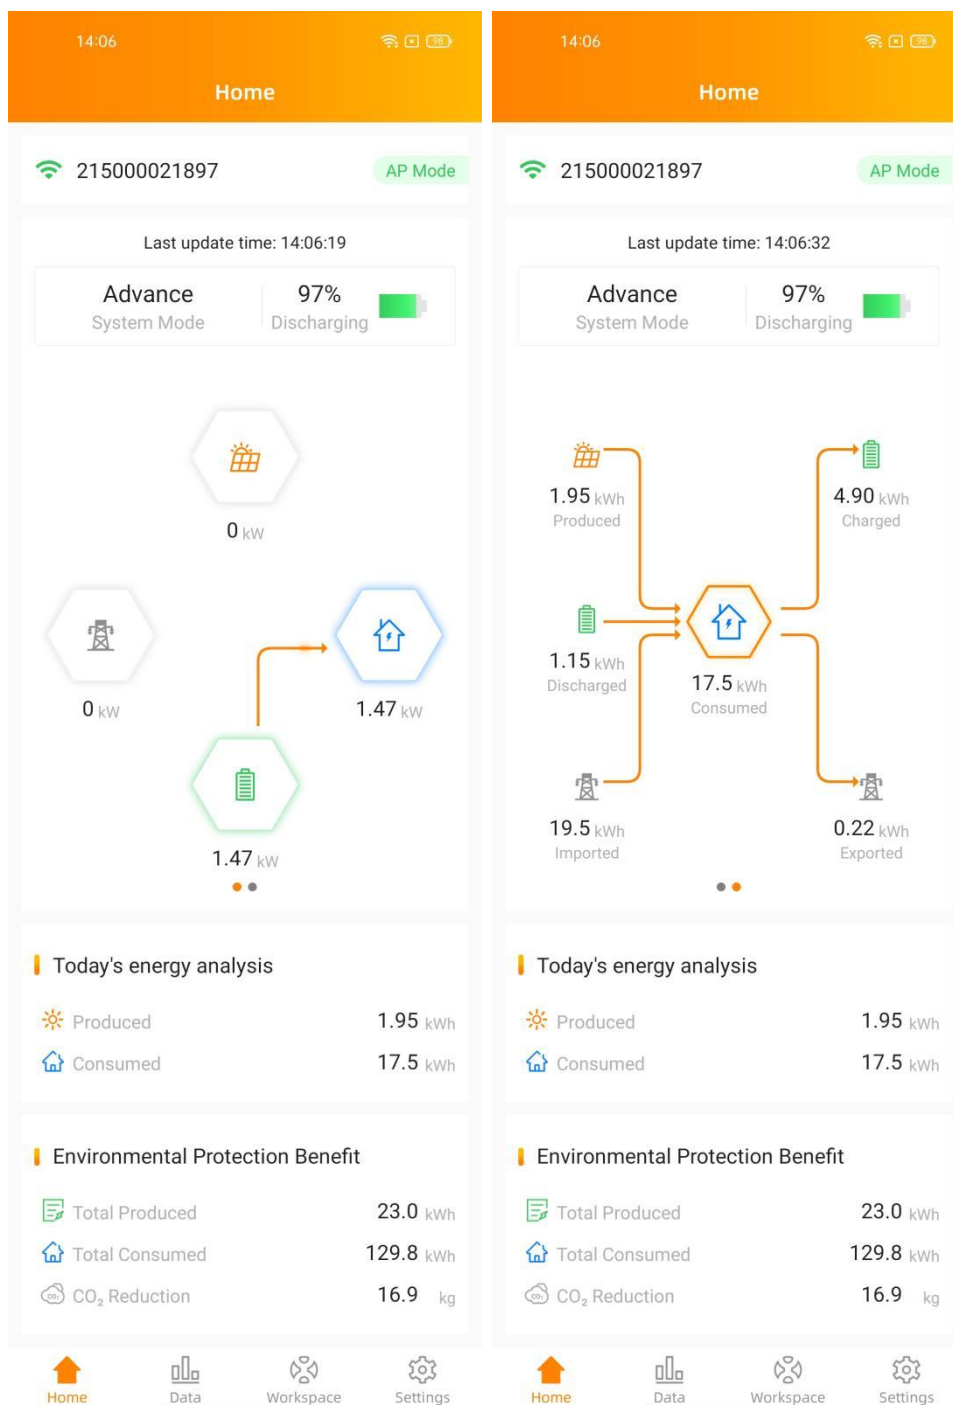 14:06
98
Home
215000021897 AP Mode
Last update time: 14:06:19
Advance 97%
System Mode Discharging
0 kW
0 kW
1.47 kW
1.47 kW
Today's energy analysis
Produced 1.95 kWh
Consumed 17.5 kWh
Environmental Protection Benefit
Total Produced 23.0 kWh
Total Consumed 129.8 kWh
CO₂ Reduction 16.9 kg
Home Data Workspace Settings
14:06
98
Home
215000021897 AP Mode
Last update time: 14:06:32
Advance 97%
System Mode Discharging
1.95 kWh 4.90 kWh
Produced Charged
1.15 kWh
Discharged
17.5 kWh
Consumed
19.5 kWh 0.22 kWh
Imported Exported
Today's energy analysis
Produced 1.95 kWh
Consumed 17.5 kWh
Environmental Protection Benefit
Total Produced 23.0 kWh
Total Consumed 129.8 kWh
CO₂ Reduction 16.9 kg
Home Data Workspace Settings